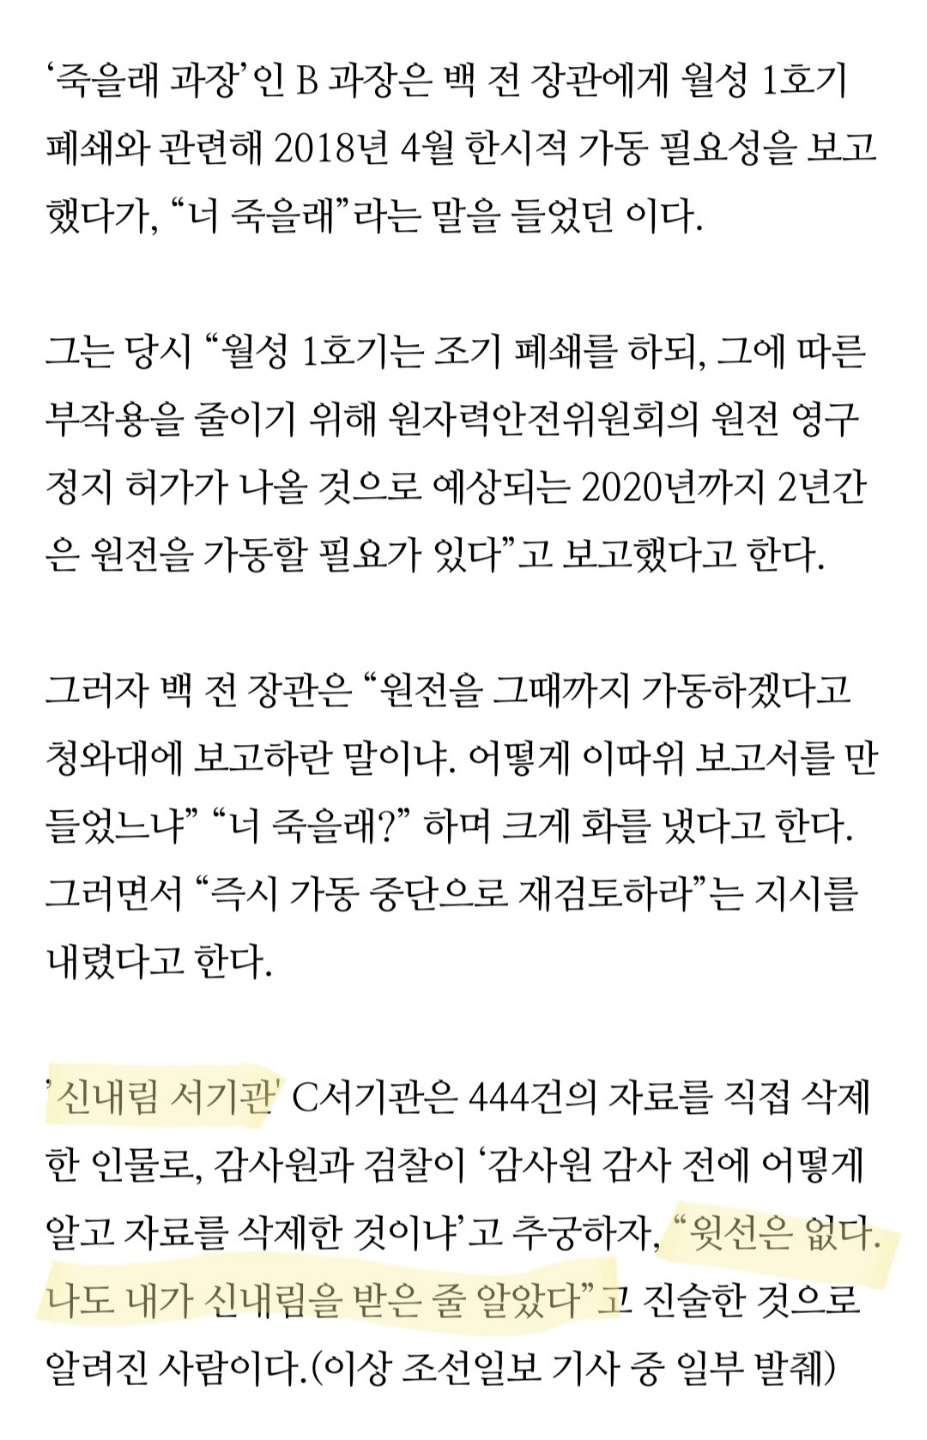 ‘죽을래 과장’인 B 과장은 백 전 장관에게 월성 1호기
폐쇄와 관련해 2018년 4월 한시적 가동 필요성을 보고
했다가, “너 죽을래”라는 말을 들었던 이다.
그는 당시 “월성 1호기는 조기 폐쇄를 하되, 그에 따른
부작용을 줄이기 위해 원자력안전위원회의 원전 영구
정지 허가가 나올 것으로 예상되는 2020년까지 2년간
은 원전을 가동할 필요가 있다”고 보고했다고 한다.
그러자 백 전 장관은 “원전을 그때까지 가동하겠다고
청와대에 보고하란 말이냐. 어떻게 이따위 보고서를 만
들었느냐” “너 죽을래?” 하며 크게 화를 냈다고 한다.
그러면서 “즉시 가동 중단으로 재검토하라”는 지시를
내렸다고 한다.
’신내림 서기관' C서기관은 444건의 자료를 직접 삭제
한 인물로, 감사원과 검찰이 ‘감사원 감사 전에 어떻게
알고 자료를 삭제한 것이냐’고 추궁하자, “윗선은 없다.
나도 내가 신내림을 받은 줄 알았다”고 진술한 것으로
알려진 사람이다.(이상 조선일보 기사 중 일부 발췌)